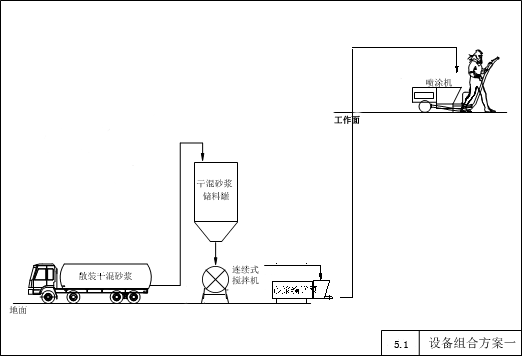 喷涂机
工作面
干混砂浆
储料罐
连续式
搅拌机
散装干混砂浆
地面
5.1 设备组合方案一